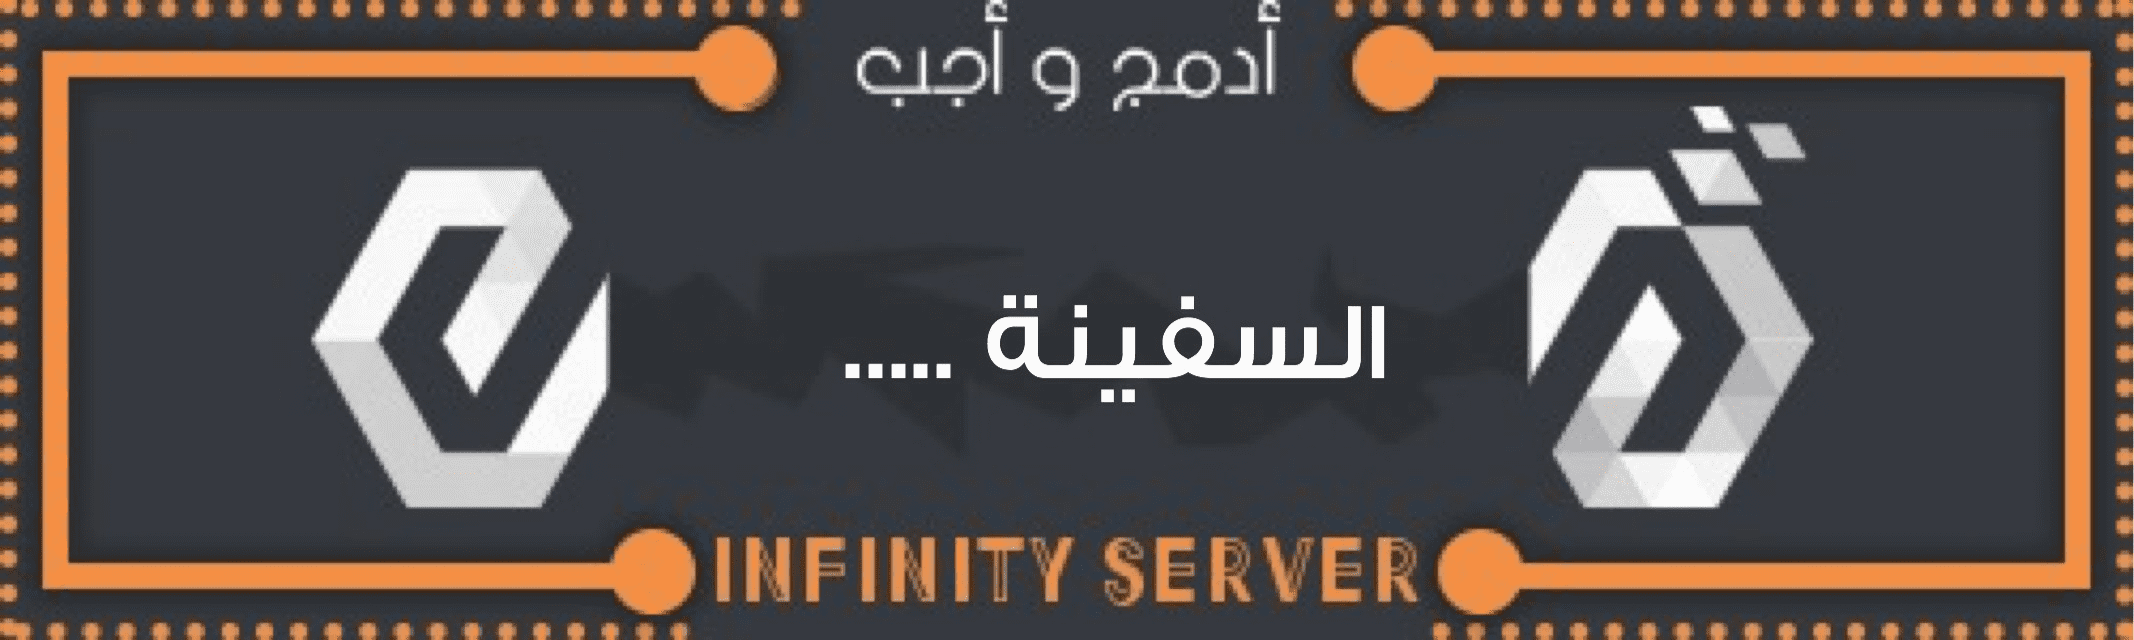 أدمج و أجب
السفينة .....
INFINITY SERVER